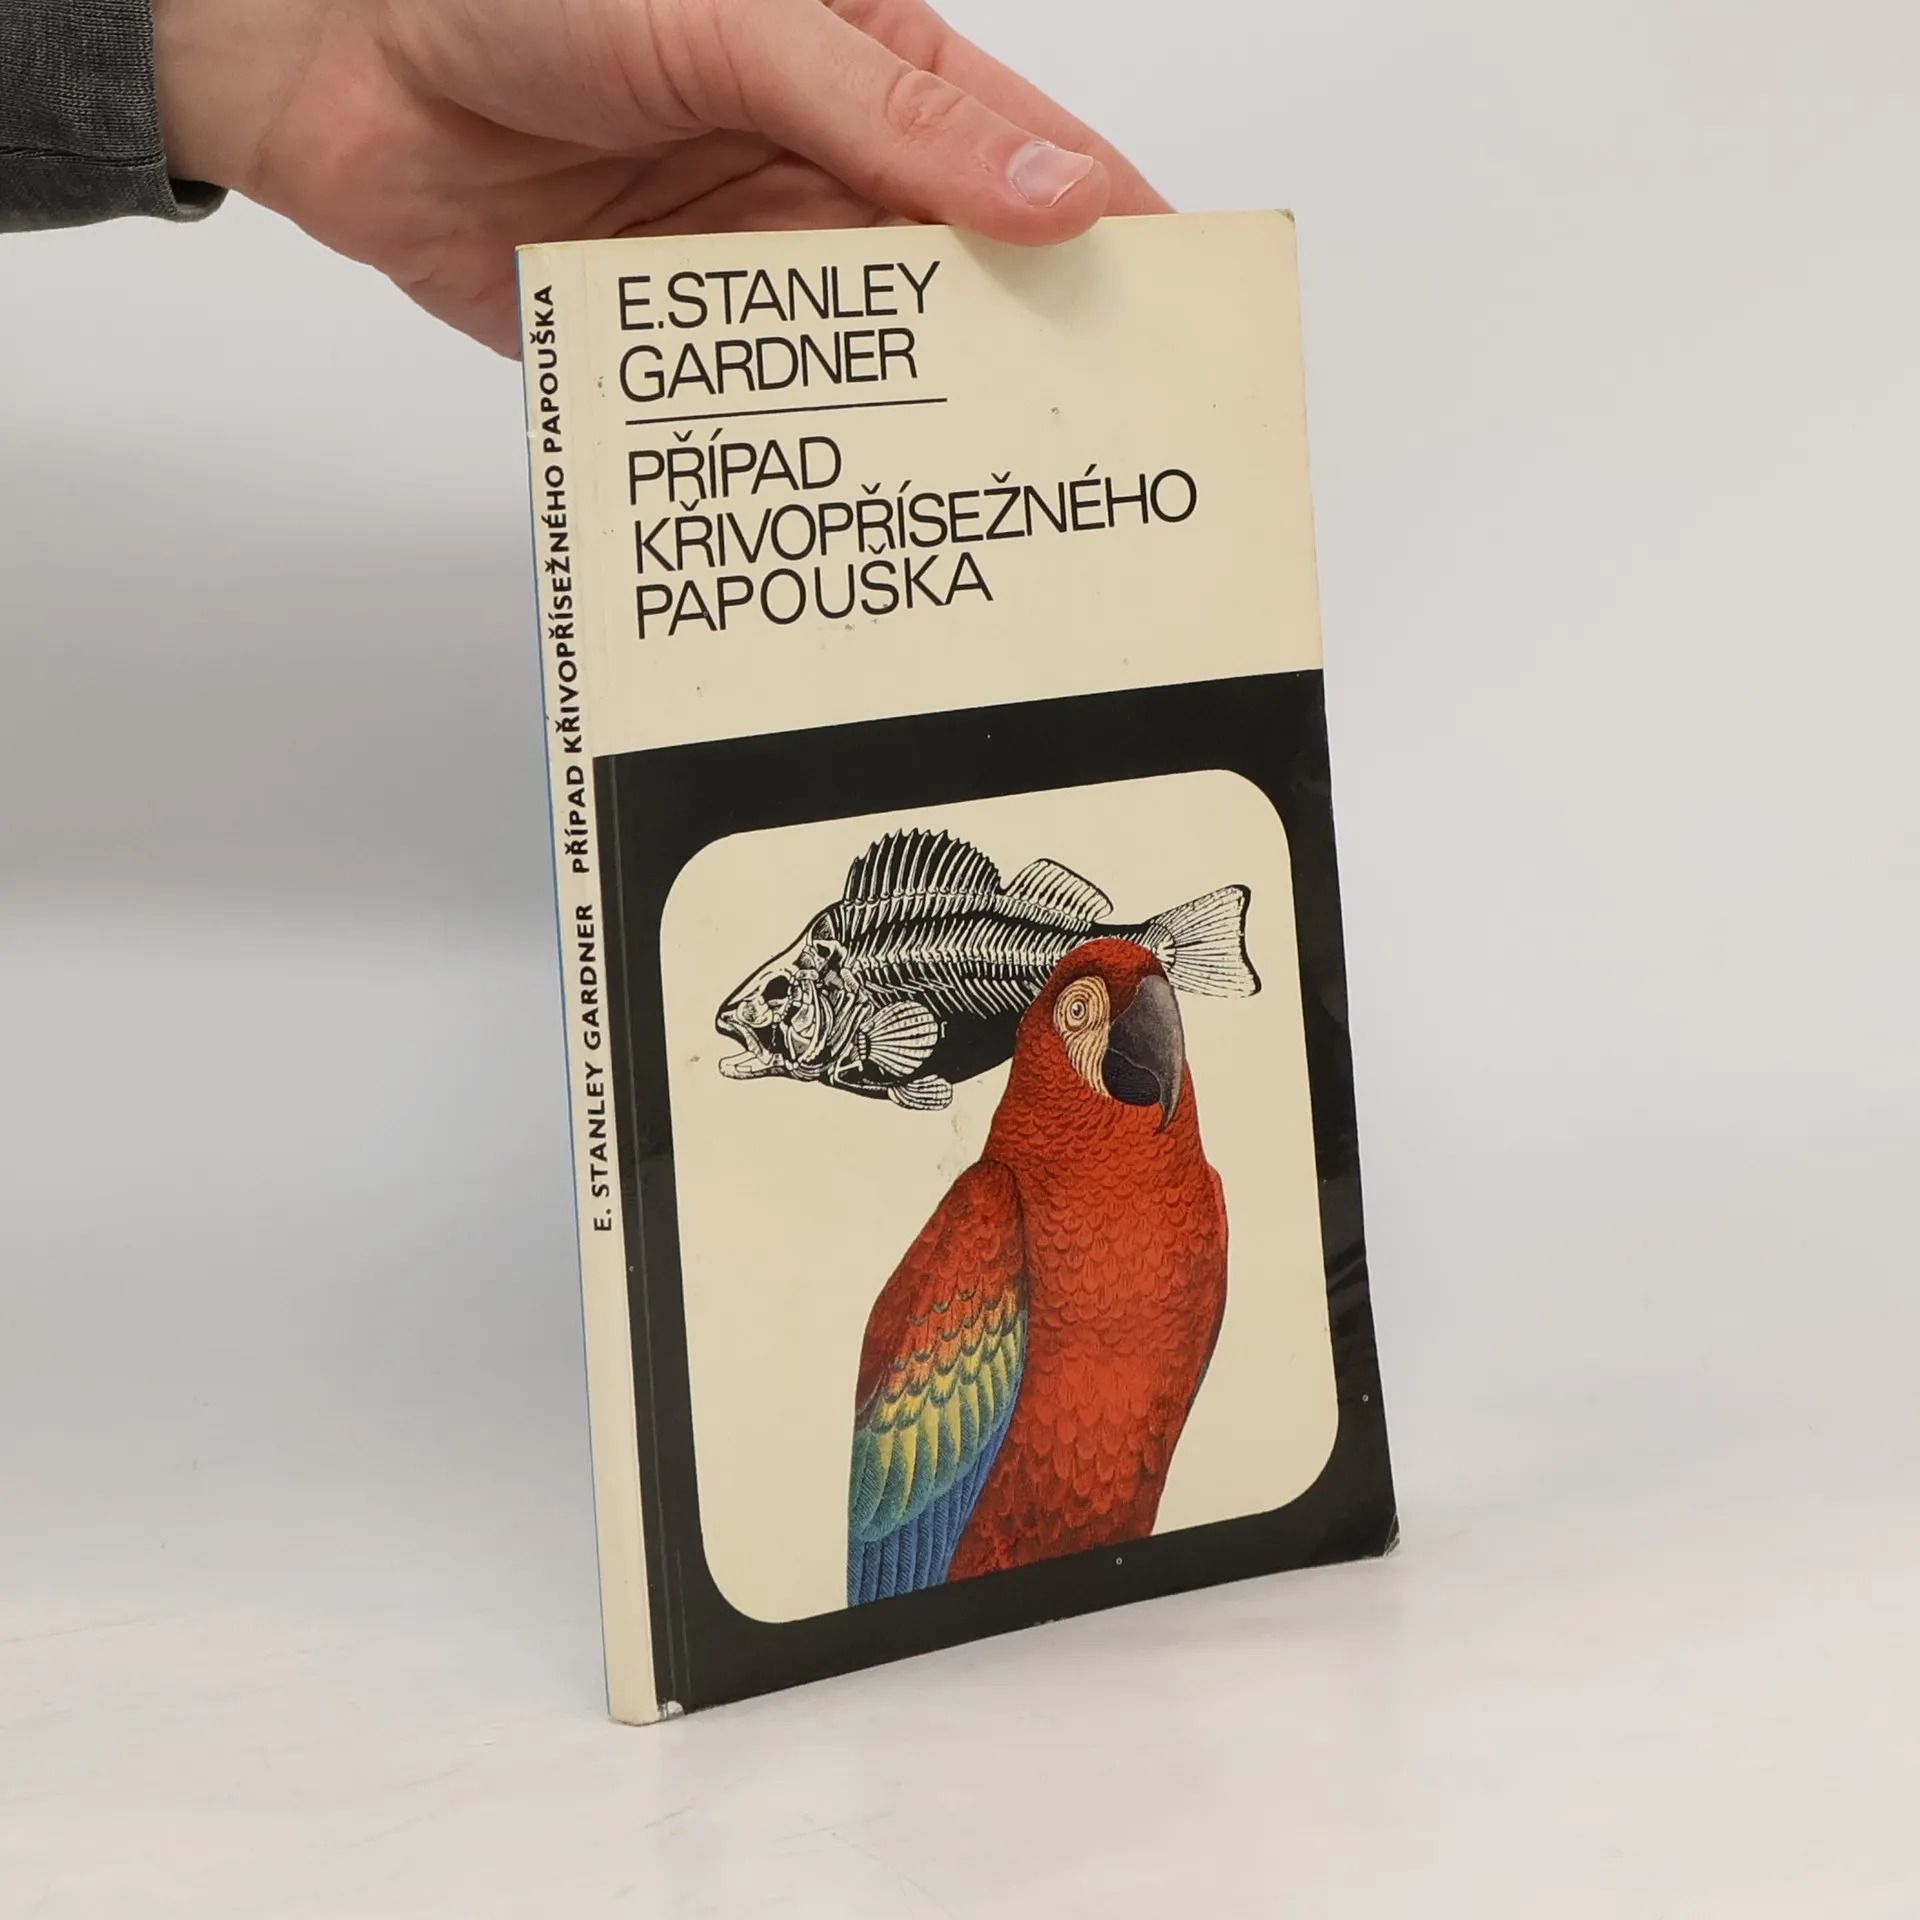 E.STANLEY
GARDNER
PŘÍPAD
KŘIVOPŘÍSEŽNÉHO
PAPOUŠKA
E. STANLEY GARDNER PŘÍPAD KŘIVOPŘÍSEŽNÉHO PAPOUŠKA